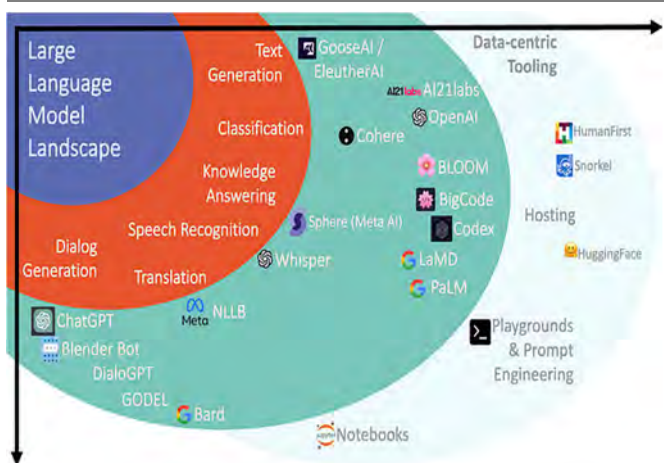 Large
Language
Model
Landscape
Text
Generation
Classification
Knowledge
Answering
Speech Recognition
Dialog
Generation
Translation
GooseAI /
EleutherAI
AI21labs AI21labs
OpenAI
Cohere
BLOOM
BigCode
Sphere (Meta AI)
Codex
Whisper
LaMD
PaLM
Meta NLLB
ChatGPT
Blender Bot
DialoGPT
GODEL
Bard
Data-centric
Tooling
HumanFirst
Snorkel
Hosting
HuggingFace
Playgrounds
& Prompt
Engineering
Notebooks